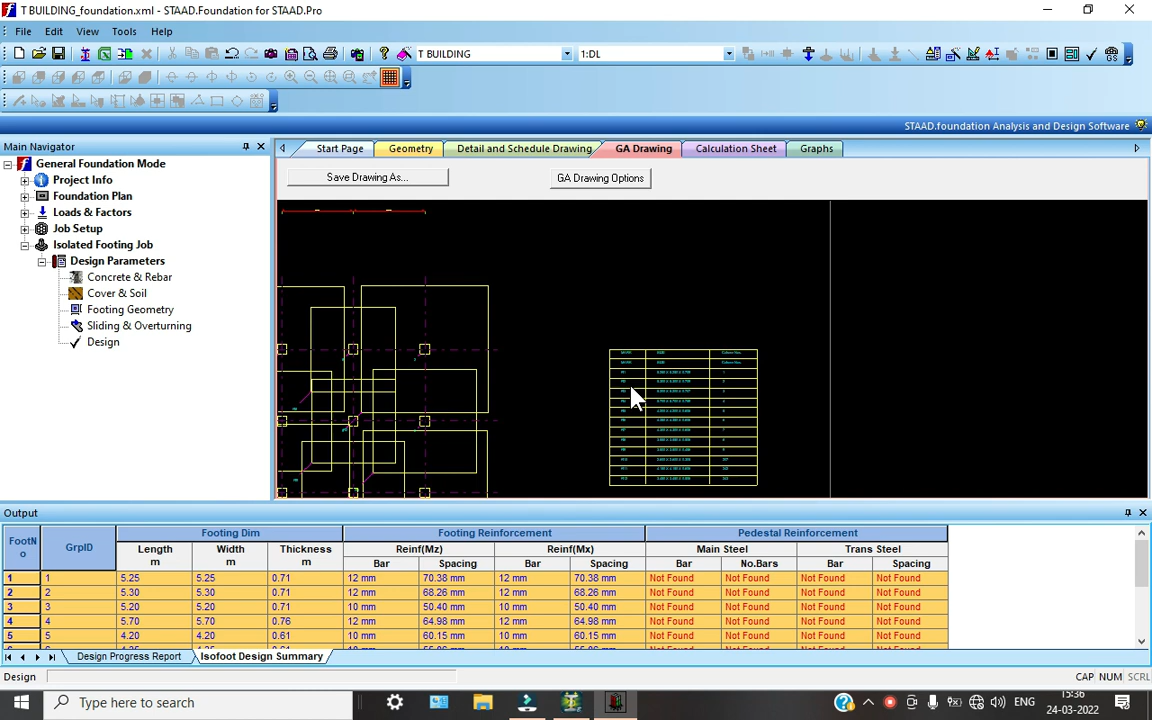 T BUILDING_foundation.xml - STAAD.Foundation for STAAD.Pro
File Edit View Tools Help
T BUILDING 1:DL
STAAD.foundation Analysis and Design Software
Main Navigator
Start Page Geometry Detail and Schedule Drawing GA Drawing Calculation Sheet Graphs
General Foundation Mode
Save Drawing As... GA Drawing Options
Project Info
Foundation Plan
Loads & Factors
Job Setup
Isolated Footing Job
Design Parameters
Concrete & Rebar
Cover & Soil
Footing Geometry
Sliding & Overturning
Design
Output
FootNo GrpID Footing Dim Footing Reinforcement Pedestal Reinforcement
Length m Width m Thickness m Reinf(Mz) Reinf(Mx) Main Steel Trans Steel
Bar Spacing Bar Spacing Bar No.Bars Bar Spacing
1 1 5.25 5.25 0.71 12 mm 70.38 mm 12 mm 70.38 mm Not Found Not Found Not Found Not Found
2 2 5.30 5.30 0.71 12 mm 68.26 mm 12 mm 68.26 mm Not Found Not Found Not Found Not Found
3 3 5.20 5.20 0.71 10 mm 50.40 mm 10 mm 50.40 mm Not Found Not Found Not Found Not Found
4 4 5.70 5.70 0.76 12 mm 64.98 mm 12 mm 64.98 mm Not Found Not Found Not Found Not Found
5 5 4.20 4.20 0.61 10 mm 60.15 mm 10 mm 60.15 mm Not Found Not Found Not Found Not Found
Design Progress Report Isofoot Design Summary
Design CAP NUM SCRL
Type here to search ENG 15:36
24-03-2022